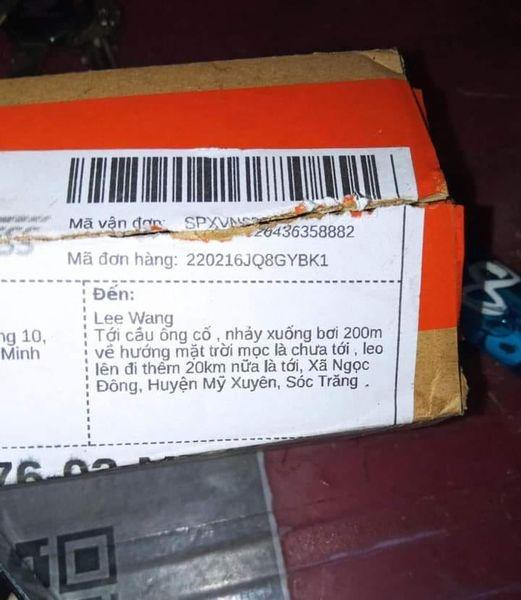 Mã vận đơn: SPXVN
20436358882
Mã đơn hàng: 220216JQ8GYBK1
Đến:
Lee Wang
Tới cầu ông cố , nhảy xuống bơi 200m
về hướng mặt trời mọc là chưa tới , leo
lên đi thêm 20km nữa là tới, Xã Ngọc
Đông, Huyện Mỹ Xuyên, Sóc Trăng .
10,
Minh